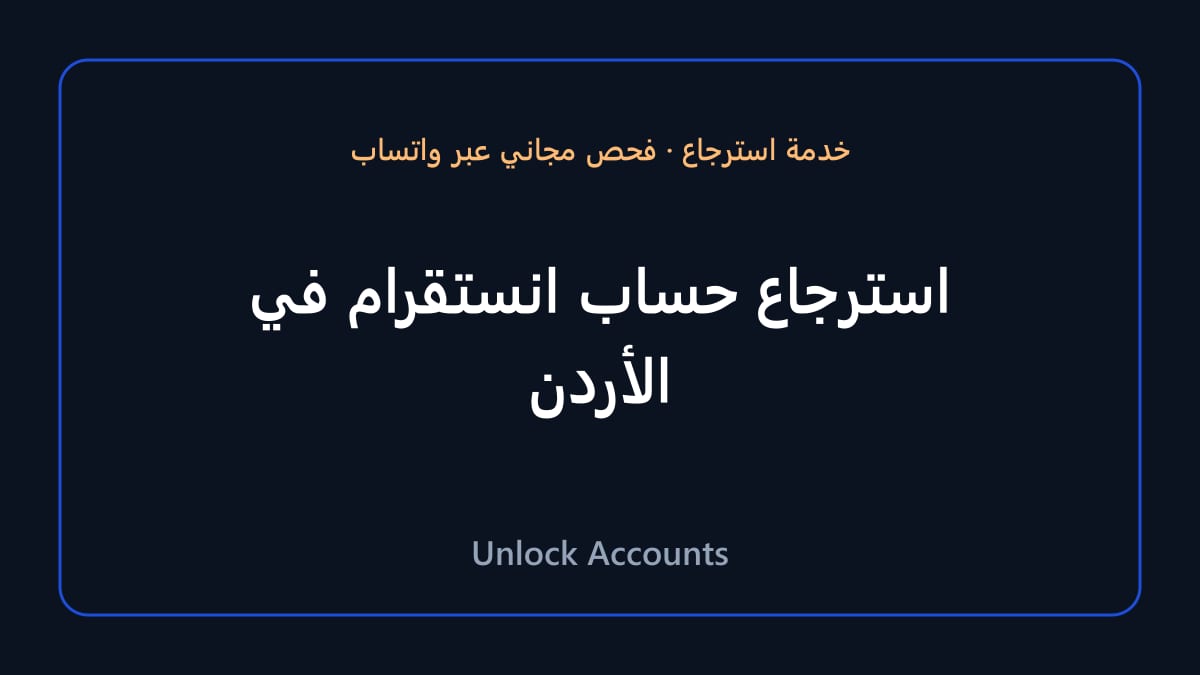 خدمة استرجاع · فحص مجاني عبر واتساب
استرجاع حساب انستقرام في
الأردن
Unlock Accounts